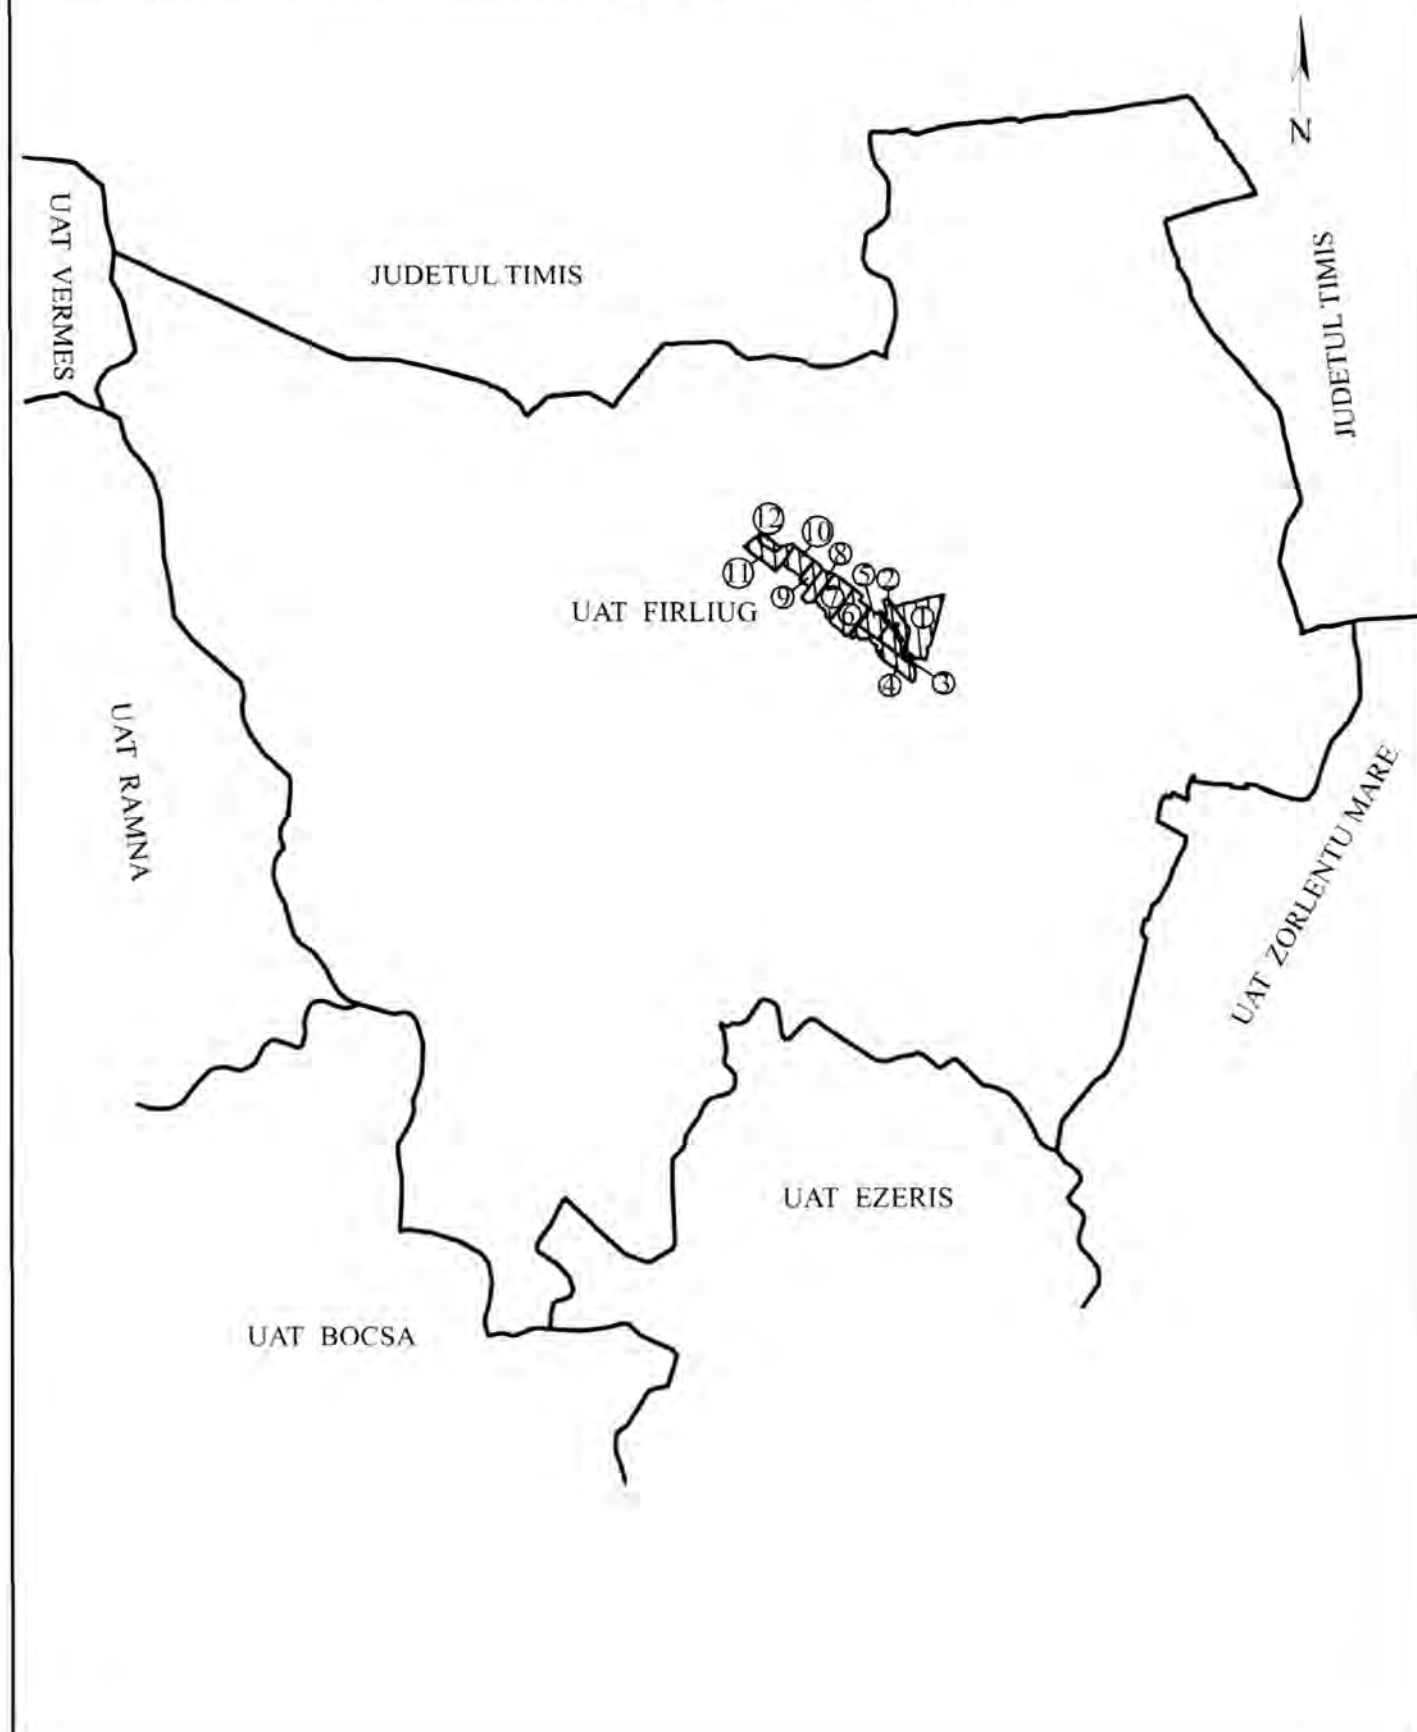 N
UAT VERMES
JUDETUL TIMIS
JUDETUL TIMIS
12
10
8
11
5
2
9
7
UAT FIRLIUG
6
1
4
3
UAT RAMNA
UAT ZORLENTU MARE
UAT EZERIS
UAT BOCSA